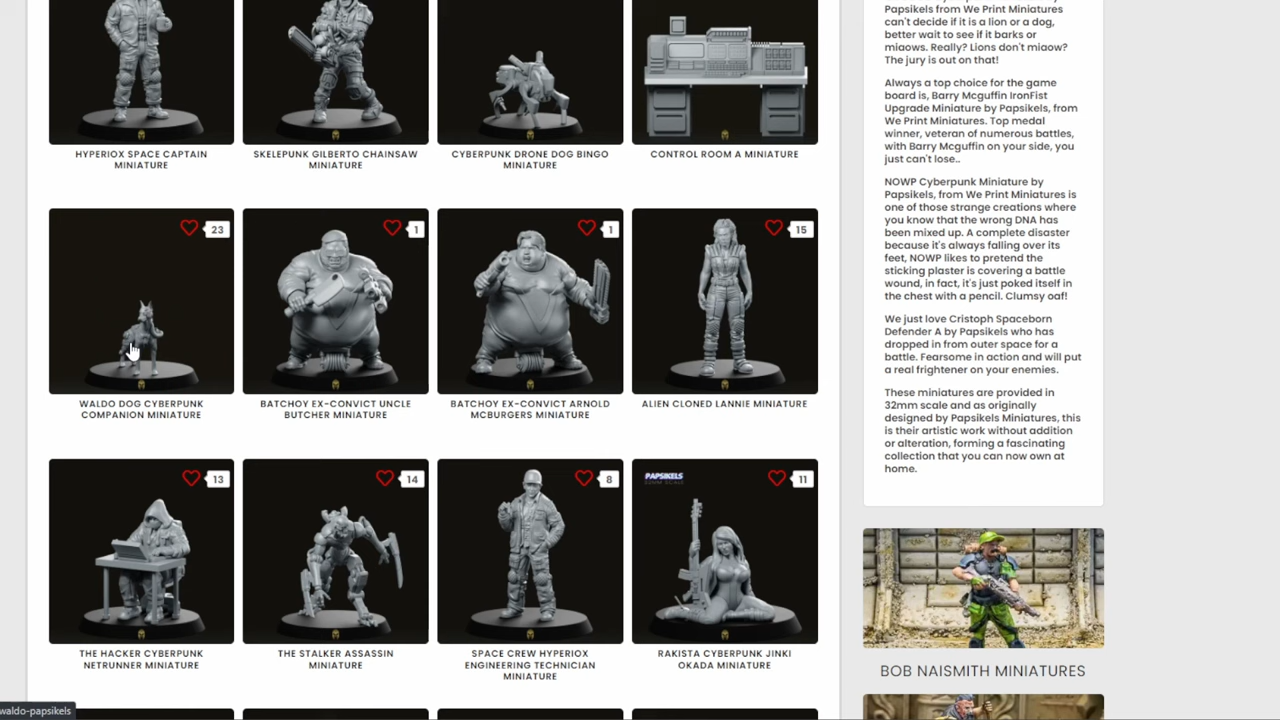 HYPERIOX SPACE CAPTAIN
MINIATURE
SKELEPUNK GILBERTO CHAINSAW
MINIATURE
CYBERPUNK DRONE DOG BINGO
MINIATURE
CONTROL ROOM A MINIATURE
23
1
1
15
WALDO DOG CYBERPUNK
COMPANION MINIATURE
BATCHOY EX-CONVICT UNCLE
BUTCHER MINIATURE
BATCHOY EX-CONVICT ARNOLD
MCBURGERS MINIATURE
ALIEN CLONED LANNIE MINIATURE
13
14
8
PAPSIKELS
32MM SCALE
11
THE HACKER CYBERPUNK
NETRUNNER MINIATURE
THE STALKER ASSASSIN
MINIATURE
SPACE CREW HYPERIOX
ENGINEERING TECHNICIAN
MINIATURE
RAKISTA CYBERPUNK JINKI
OKADA MINIATURE
waldo-papsikels
Papsikels from We Print Miniatures
can't decide if it is a lion or a dog,
better wait to see if it barks or
miaows. Really? Lions don't miaow?
The jury is out on that!
Always a top choice for the game
board is, Barry Mcguffin IronFist
Upgrade Miniature by Papsikels, from
We Print Miniatures. Top medal
winner, veteran of numerous battles,
with Barry Mcguffin on your side, you
just can't lose..
NOWP Cyberpunk Miniature by
Papsikels, from We Print Miniatures is
one of those strange creations where
you know that the wrong DNA has
been mixed up. A complete disaster
because it's always falling over its
feet, NOWP likes to pretend the
sticking plaster is covering a battle
wound, in fact, it's just poked itself in
the chest with a pencil. Clumsy oaf!
We just love Cristoph Spaceborn
Defender A by Papsikels who has
dropped in from outer space for a
battle. Fearsome in action and will put
a real frightener on your enemies.
These miniatures are provided in
32mm scale and as originally
designed by Papsikels Miniatures, this
is their artistic work without addition
or alteration, forming a fascinating
collection that you can now own at
home.
BOB NAISMITH MINIATURES